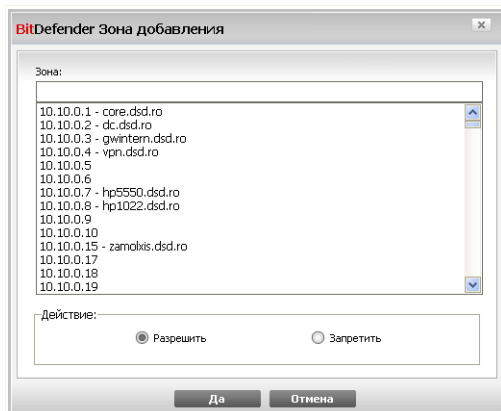 BitDefender Зона добавления
Зона:
10.10.0.1 - core.dsd.ro
10.10.0.2 - dc.dsd.ro
10.10.0.3 - gwintern.dsd.ro
10.10.0.4 - vpn.dsd.ro
10.10.0.5
10.10.0.6
10.10.0.7 - hp5550.dsd.ro
10.10.0.8 - hp1022.dsd.ro
10.10.0.9
10.10.0.10
10.10.0.15 - zamolxis.dsd.ro
10.10.0.17
10.10.0.18
10.10.0.19
Действие:
Разрешить Запретить
Да Отмена